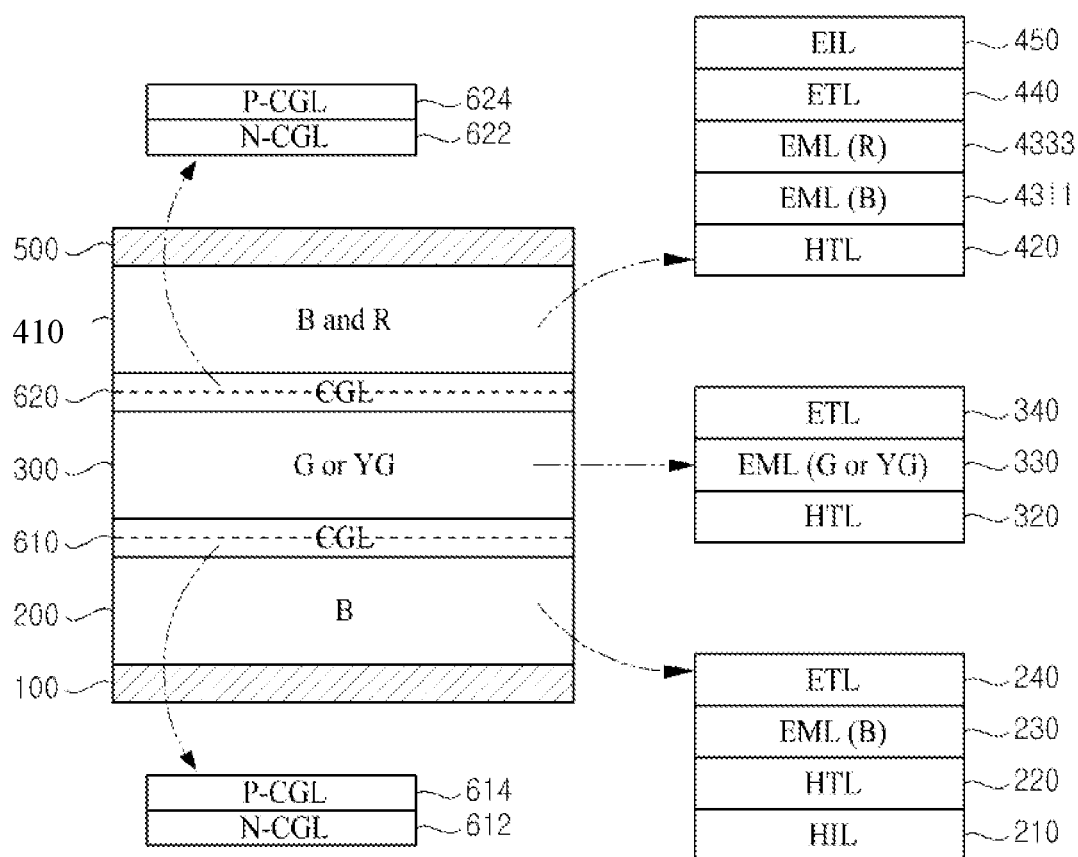 P-CGL 624
N-CGL 622
500
410 B and R
620 CGL
300 G or YG
610 CGL
200 B
100
P-CGL 614
N-CGL 612
EIL 450
ETL 440
EML (R) 4333
EML (B) 4311
HTL 420
ETL 340
EML (G or YG) 330
HTL 320
ETL 240
EML (B) 230
HTL 220
HIL 210